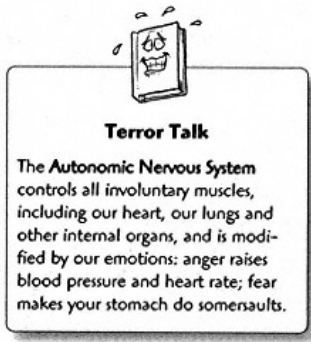 Terror Talk
The Autonomic Nervous System
controls all involuntary muscles,
including our heart, our lungs and
other internal organs, and is modi-
fied by our emotions: anger raises
blood pressure and heart rate; fear
makes your stomach do somersaults.